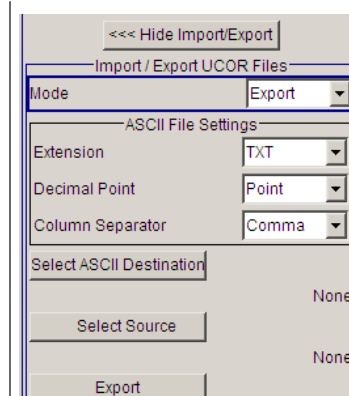 <<< Hide Import/Export
Import / Export UCOR Files
Mode Export
ASCII File Settings
Extension TXT
Decimal Point Point
Column Separator Comma
Select ASCII Destination
None
Select Source
None
Export